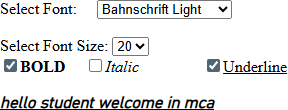 Select Font: Bahnschrift Light
Select Font Size: 20
BOLD Italic Underline
hello student welcome in mca